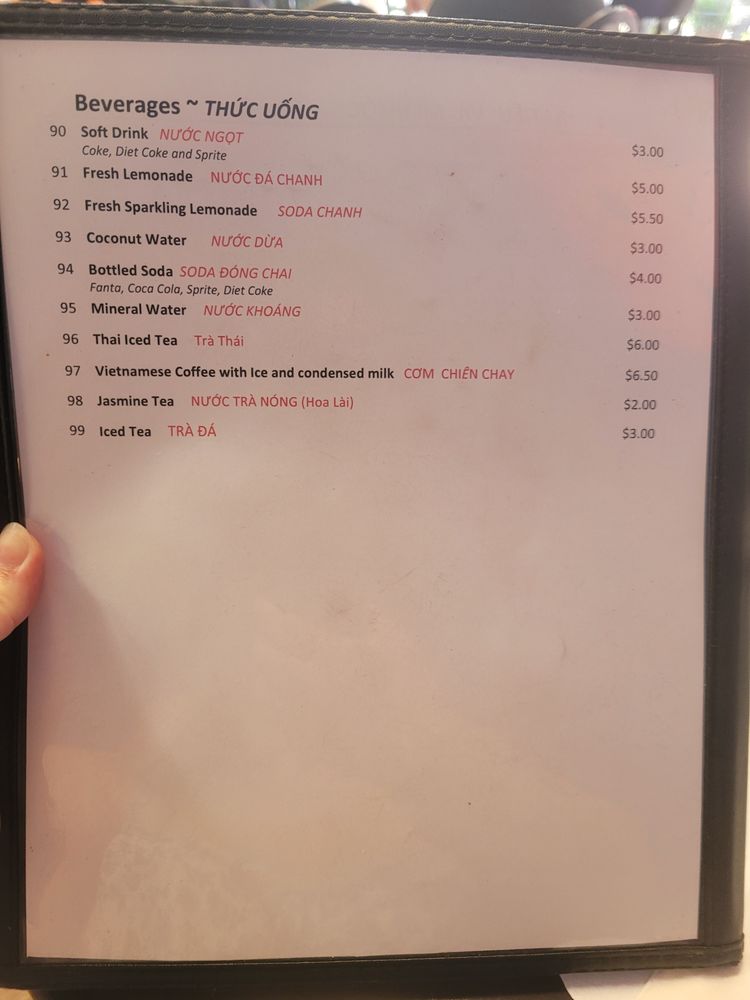 Beverages ~ THỨC UỐNG
90 Soft Drink NƯỚC NGỌT $3.00
Coke, Diet Coke and Sprite
91 Fresh Lemonade NƯỚC ĐÁ CHANH $5.00
92 Fresh Sparkling Lemonade SODA CHANH $5.50
93 Coconut Water NƯỚC DỪA $3.00
94 Bottled Soda SODA ĐÓNG CHAI $4.00
Fanta, Coca Cola, Sprite, Diet Coke
95 Mineral Water NƯỚC KHOÁNG $3.00
96 Thai Iced Tea Trà Thái $6.00
97 Vietnamese Coffee with Ice and condensed milk CƠM CHIÊN CHAY $6.50
98 Jasmine Tea NƯỚC TRÀ NÓNG (Hoa Lài) $2.00
99 Iced Tea TRÀ ĐÁ $3.00